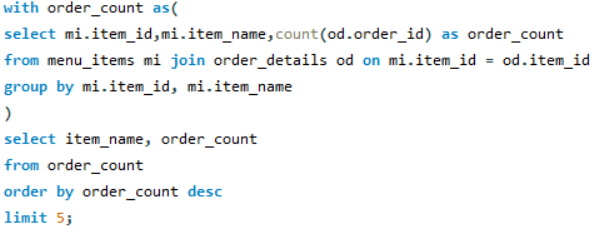 with order_count as(
select mi.item_id,mi.item_name,count(od.order_id) as order_count
from menu_items mi join order_details od on mi.item_id = od.item_id
group by mi.item_id, mi.item_name
)
select item_name, order_count
from order_count
order by order_count desc
limit 5;